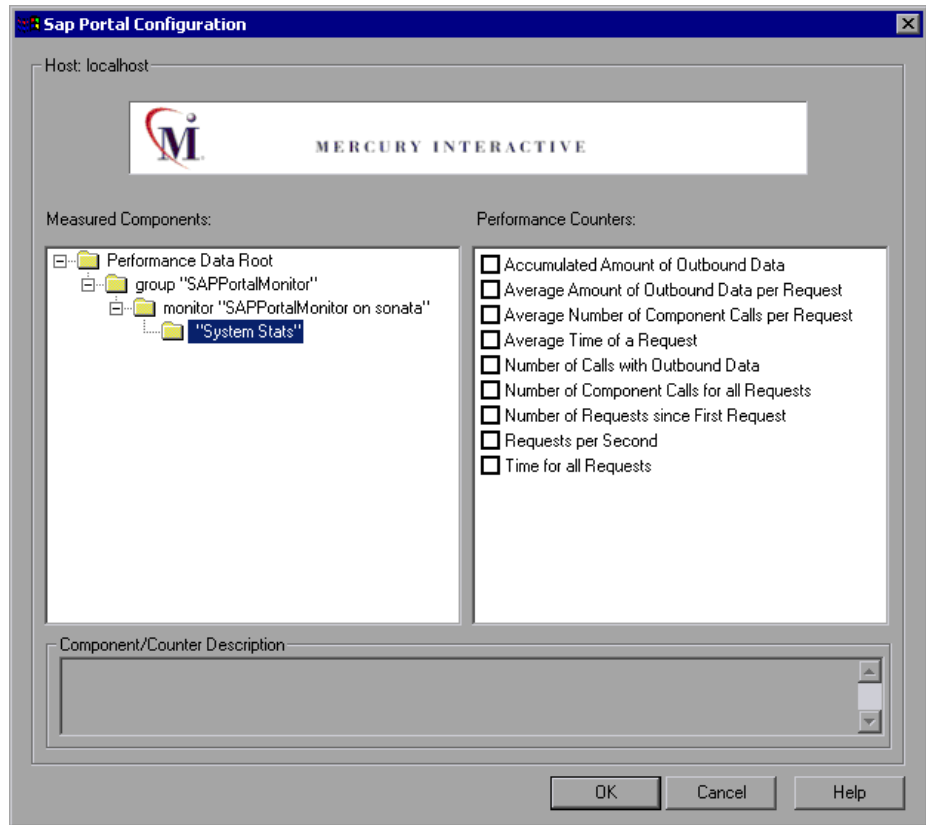 Sap Portal Configuration
Host: localhost
M
MERCURY INTERACTIVE
Measured Components:
Performance Data Root
group "SAPPortalMonitor"
monitor "SAPPortalMonitor on sonata"
"System Stats"
Performance Counters:
Accumulated Amount of Outbound Data
Average Amount of Outbound Data per Request
Average Number of Component Calls per Request
Average Time of a Request
Number of Calls with Outbound Data
Number of Component Calls for all Requests
Number of Requests since First Request
Requests per Second
Time for all Requests
Component/Counter Description
OK
Cancel
Help